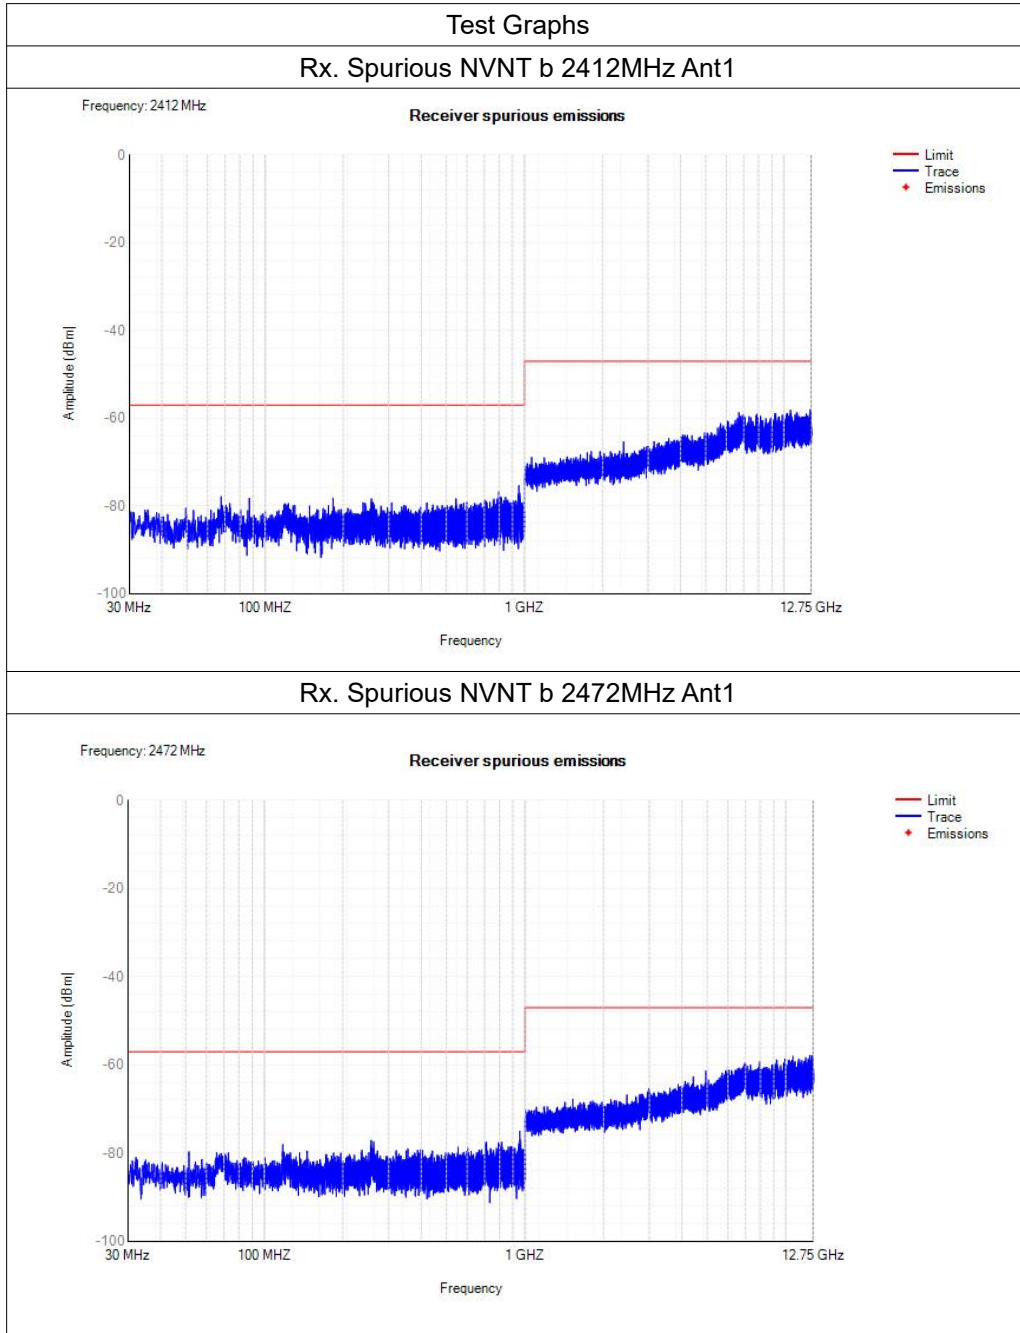 Test Graphs
Rx. Spurious NVNT b 2412MHz Ant1
Frequency: 2412 MHz
Receiver spurious emissions
Limit
Trace
Emissions
0
-20
-40
-60
-80
-100
Amplitude [dBm]
30 MHz
100 MHZ
1 GHZ
12.75 GHz
Frequency
Rx. Spurious NVNT b 2472MHz Ant1
Frequency: 2472 MHz
Receiver spurious emissions
Limit
Trace
Emissions
0
-20
-40
-60
-80
-100
Amplitude [dBm]
30 MHz
100 MHZ
1 GHZ
12.75 GHz
Frequency